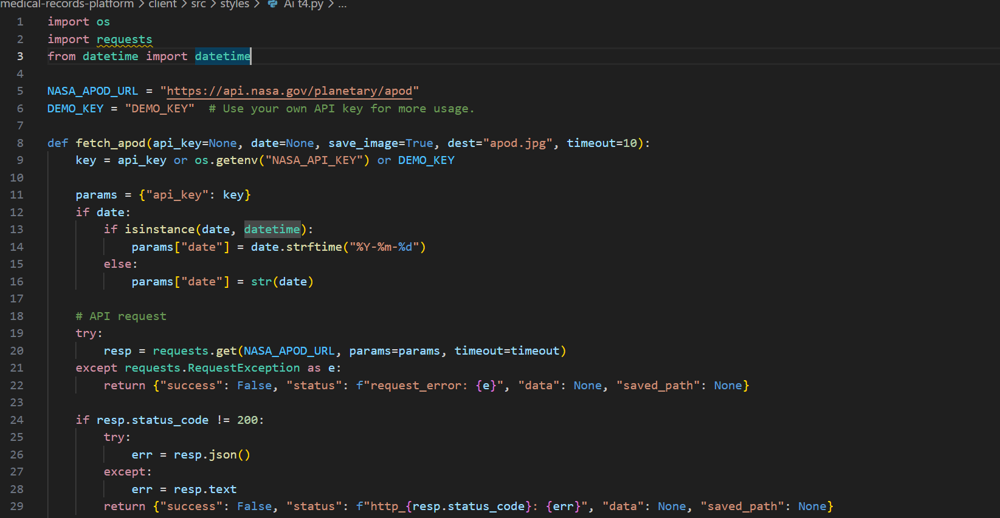 medical-records-platform > client > src > styles > Ai t4.py > ...
1 import os
2 import requests
3 from datetime import datetime
4
5 NASA_APOD_URL = "https://api.nasa.gov/planetary/apod"
6 DEMO_KEY = "DEMO_KEY"  # Use your own API key for more usage.
7
8 def fetch_apod(api_key=None, date=None, save_image=True, dest="apod.jpg", timeout=10):
9     key = api_key or os.getenv("NASA_API_KEY") or DEMO_KEY
10
11     params = {"api_key": key}
12     if date:
13         if isinstance(date, datetime):
14             params["date"] = date.strftime("%Y-%m-%d")
15         else:
16             params["date"] = str(date)
17
18     # API request
19     try:
20         resp = requests.get(NASA_APOD_URL, params=params, timeout=timeout)
21     except requests.RequestException as e:
22         return {"success": False, "status": f"request_error: {e}", "data": None, "saved_path": None}
23
24     if resp.status_code != 200:
25         try:
26             err = resp.json()
27         except:
28             err = resp.text
29         return {"success": False, "status": f"http_{resp.status_code}: {err}", "data": None, "saved_path": None}